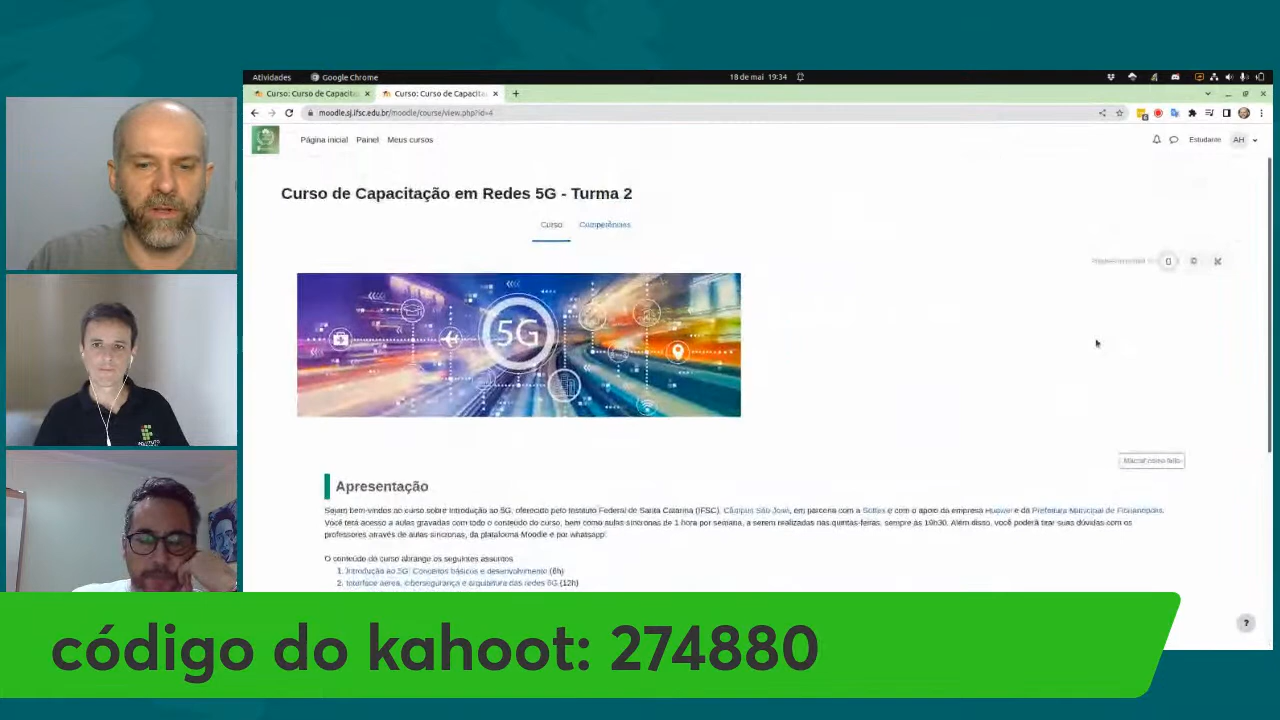 Atividades
Google Chrome
18 de mai 19:34
Curso: Curso de Capacita
Curso: Curso de Capacita
moodle.sj.ifsc.edu.br/moodle/course/view.php?id=4
Página inicial
Painel
Meus cursos
Estudante
AH
Curso de Capacitação em Redes 5G - Turma 2
Curso
Competências
5G
Marcar como feito
Apresentação
Sejam bem-vindos ao curso sobre Introdução ao 5G, oferecido pelo Instituto Federal de Santa Catarina (IFSC), Câmpus São José, em parceria com a Softex e com o apoio da empresa Huawei e da Prefeitura Municipal de Florianópolis.
Você terá acesso a aulas gravadas com todo o conteúdo do curso, bem como aulas síncronas de 1 hora por semana, a serem realizadas nas quintas-feiras, sempre às 19h30. Além disso, você poderá tirar suas dúvidas com os
professores através de aulas síncronas, da plataforma Moodle e por whatsapp!
O conteúdo do curso abrange os seguintes assuntos
1. Introdução ao 5G: Conceitos básicos e desenvolvimento (6h)
2. Interface aérea, cibersegurança e arquitetura das redes 5G (12h)
?
código do kahoot: 274880